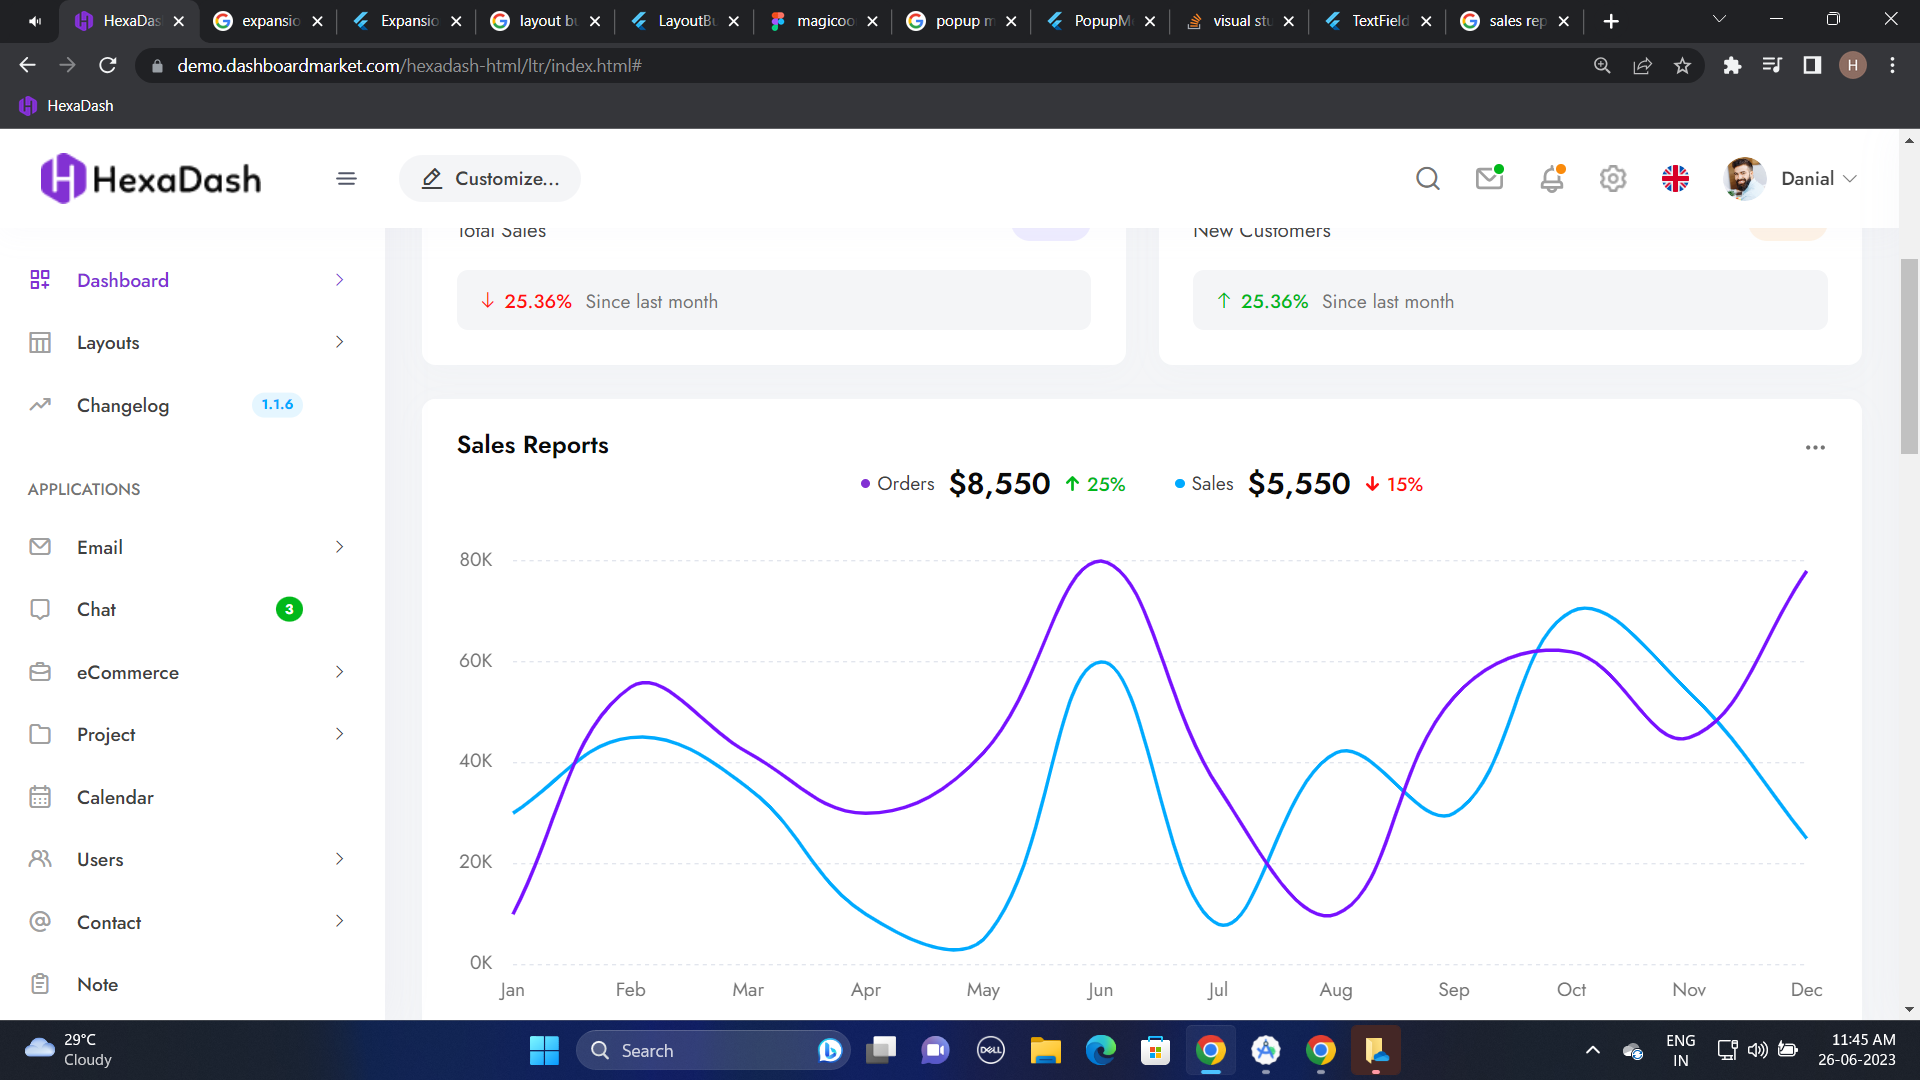 HexaDas
expansio
Expansio
layout bu
LayoutBu
magicoo
popup m
PopupMe
visual stu
TextField
sales rep
demo.dashboardmarket.com/hexadash-html/ltr/index.html#
H
HexaDash
HexaDash
Customize...
Danial
Total Sales
New Customers
25.36% Since last month
25.36% Since last month
Dashboard
Layouts
Changelog 1.1.6
APPLICATIONS
Email
Chat 3
eCommerce
Project
Calendar
Users
Contact
Note
Sales Reports
Orders $8,550 25% Sales $5,550 15%
80K
60K
40K
20K
0K
Jan Feb Mar Apr May Jun Jul Aug Sep Oct Nov Dec
29°C
Cloudy
Search
DELL
ENG
IN
11:45 AM
26-06-2023